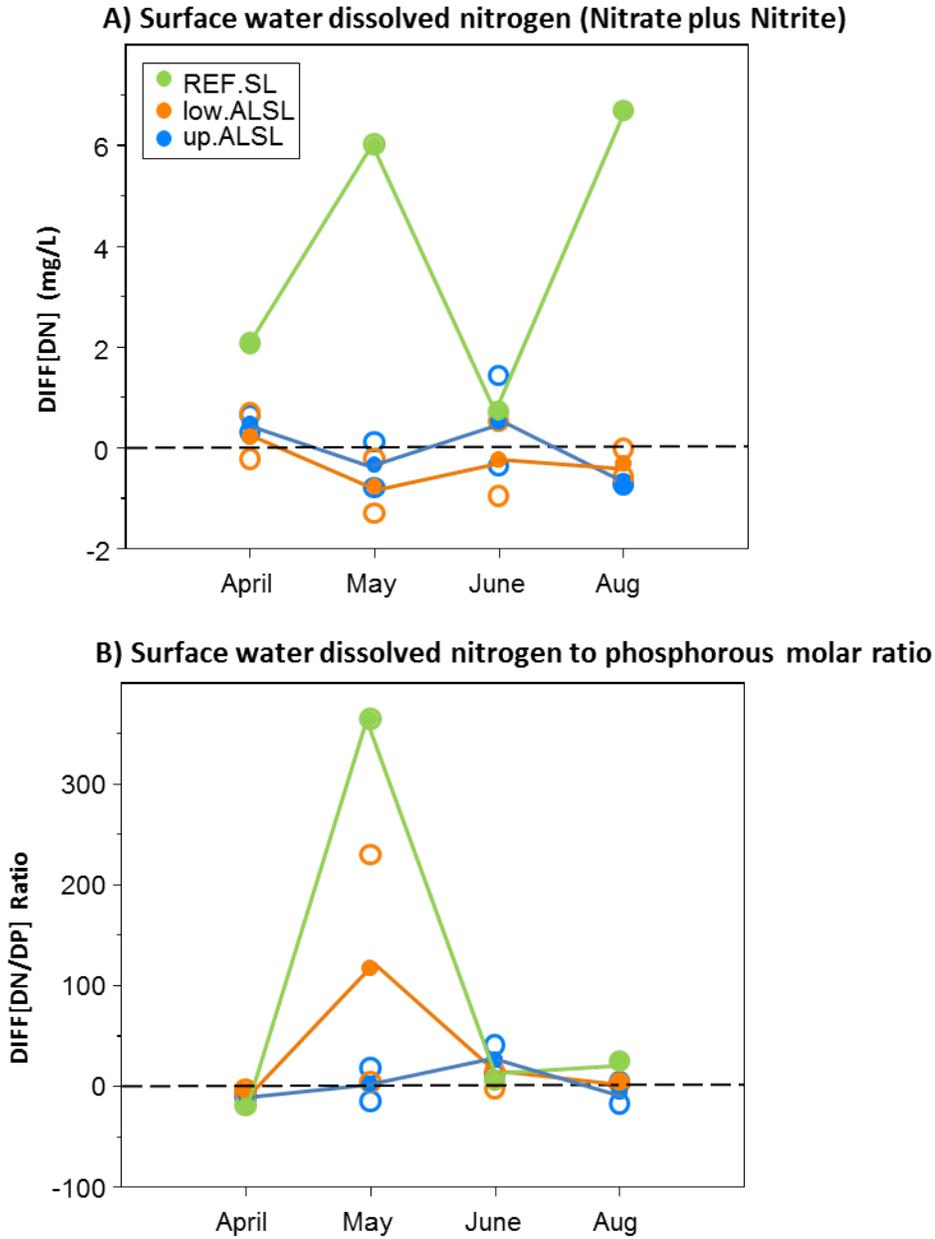 A) Surface water dissolved nitrogen (Nitrate plus Nitrite)
REF.SL
low.ALSL
up.ALSL
6
4
2
0
-2
DIFF[DN] (mg/L)
April May June Aug
B) Surface water dissolved nitrogen to phosphorous molar ratio
300
200
100
0
-100
DIFF[DN/DP] Ratio
April May June Aug